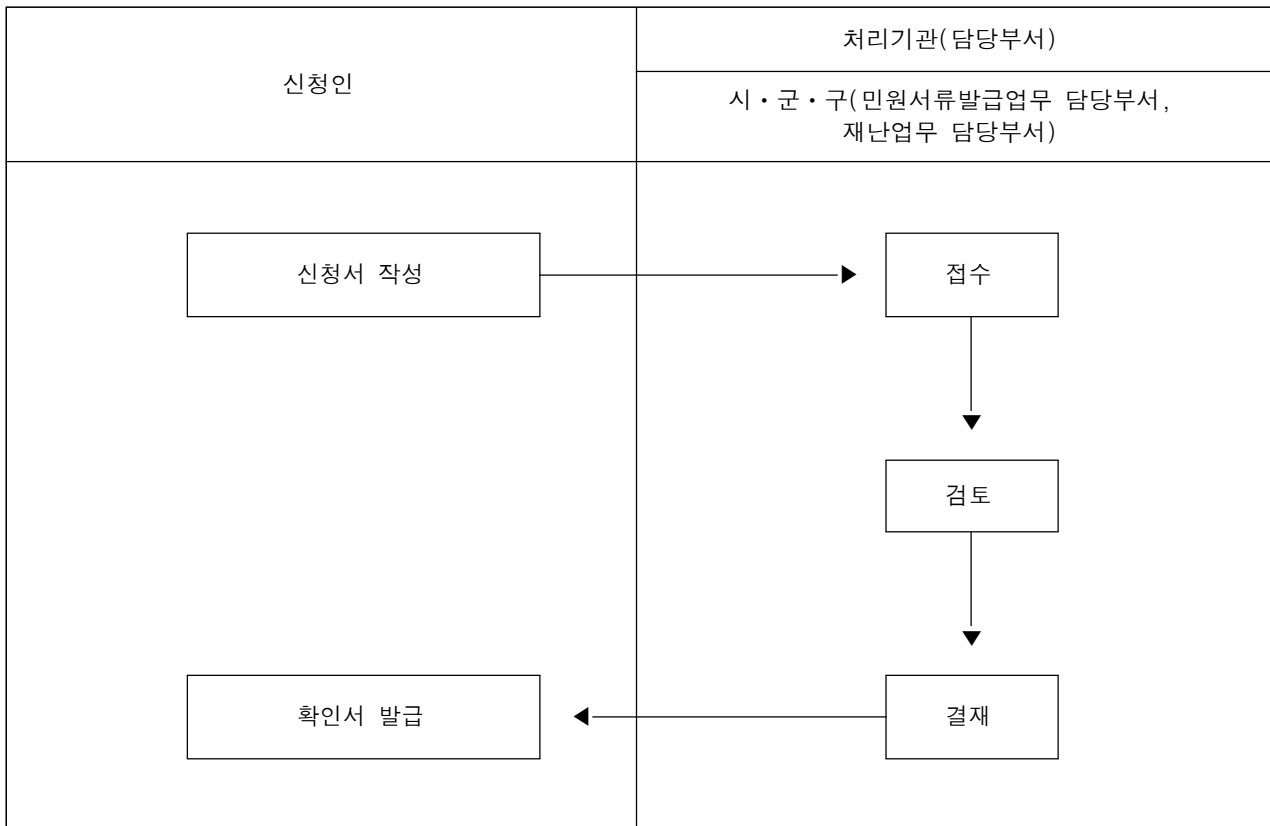 신청인
처리기관(담당부서)
시・군・구(민원서류발급업무 담당부서,
재난업무 담당부서)
신청서 작성
접수
검토
확인서 발급
결재